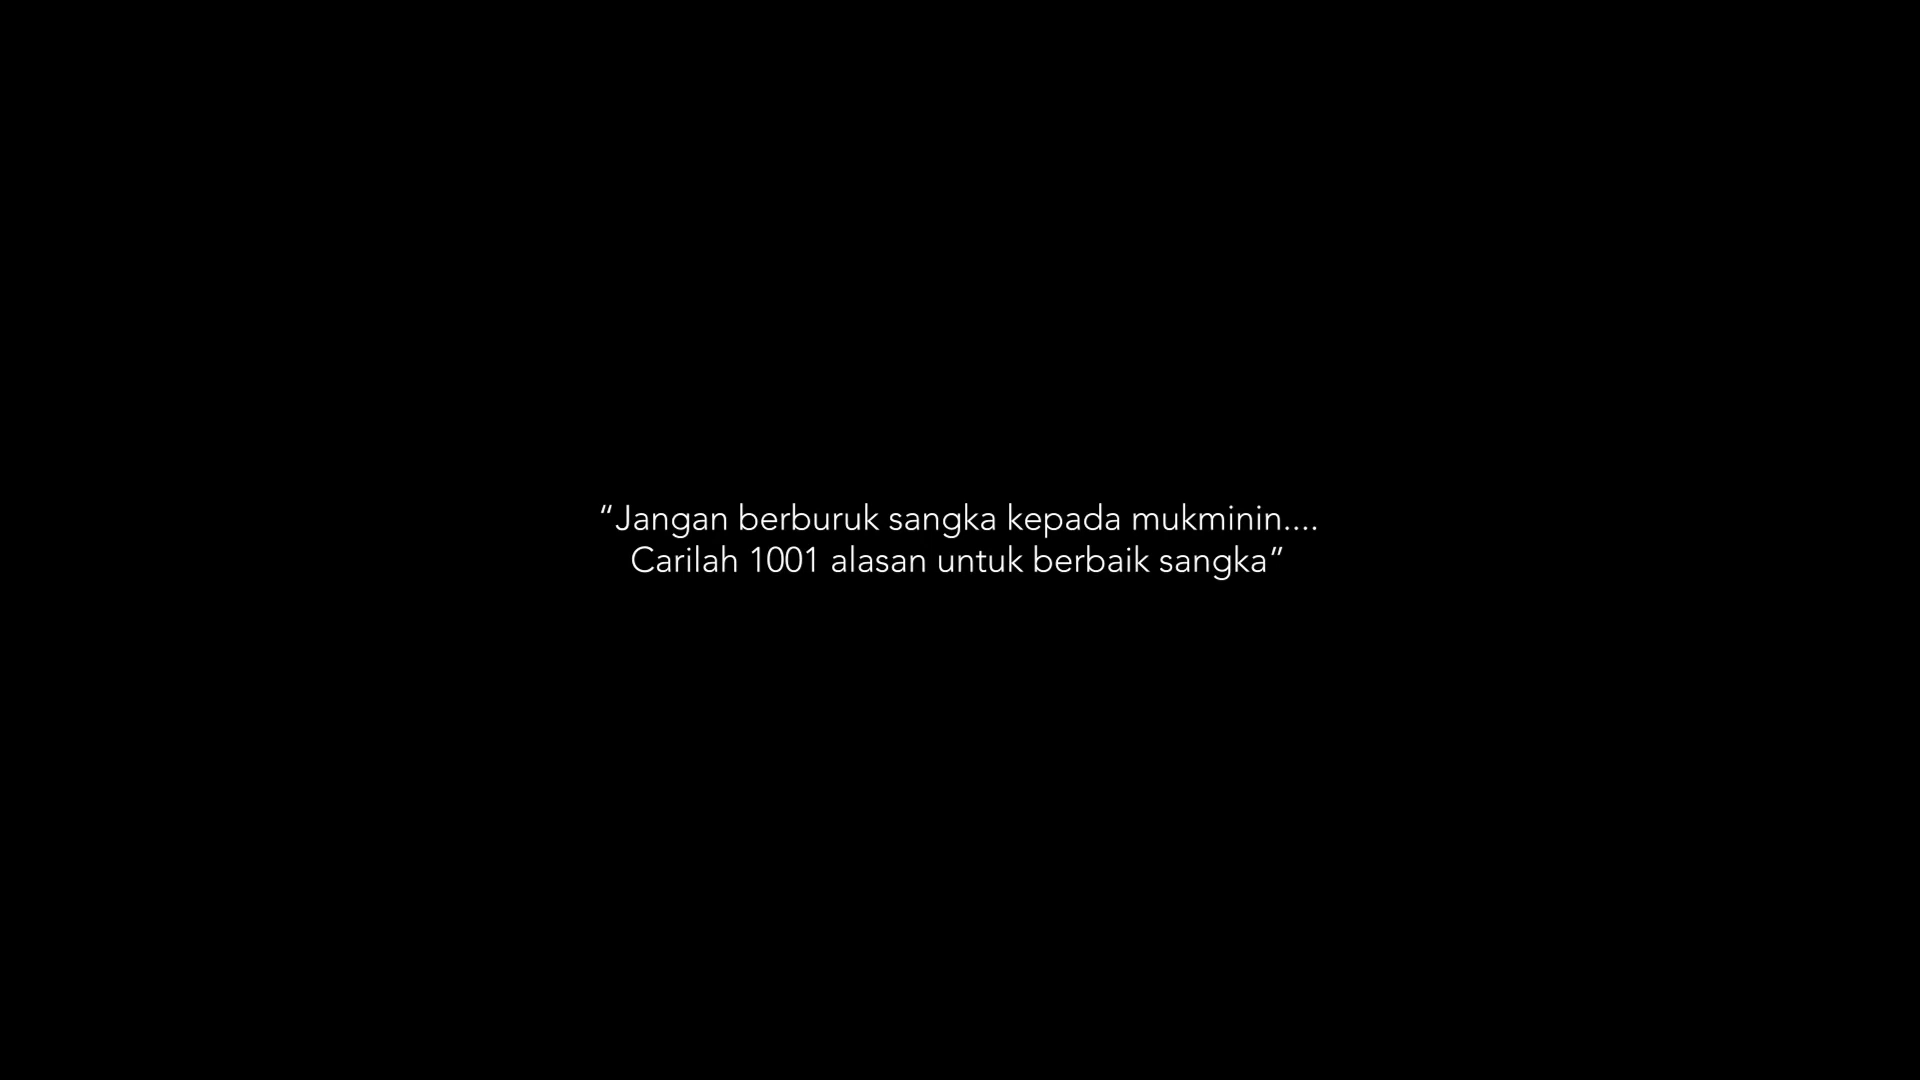 “Jangan berburuk sangka kepada mukminin....
Carilah 1001 alasan untuk berbaik sangka”